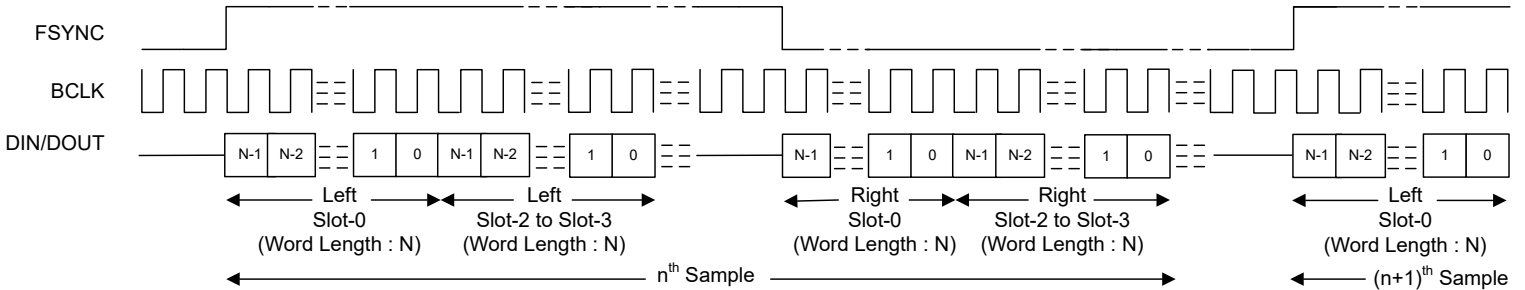 FSYNC
BCLK
DIN/DOUT
N-1 N-2 1 0 N-1 N-2 1 0 N-1 1 0 N-1 N-2 1 0 N-1 N-2 1 0
Left Left Right Right Left
Slot-0 Slot-2 to Slot-3 Slot-0 Slot-2 to Slot-3 Slot-0
(Word Length : N) (Word Length : N) (Word Length : N) (Word Length : N) (Word Length : N)
nth Sample (n+1)th Sample